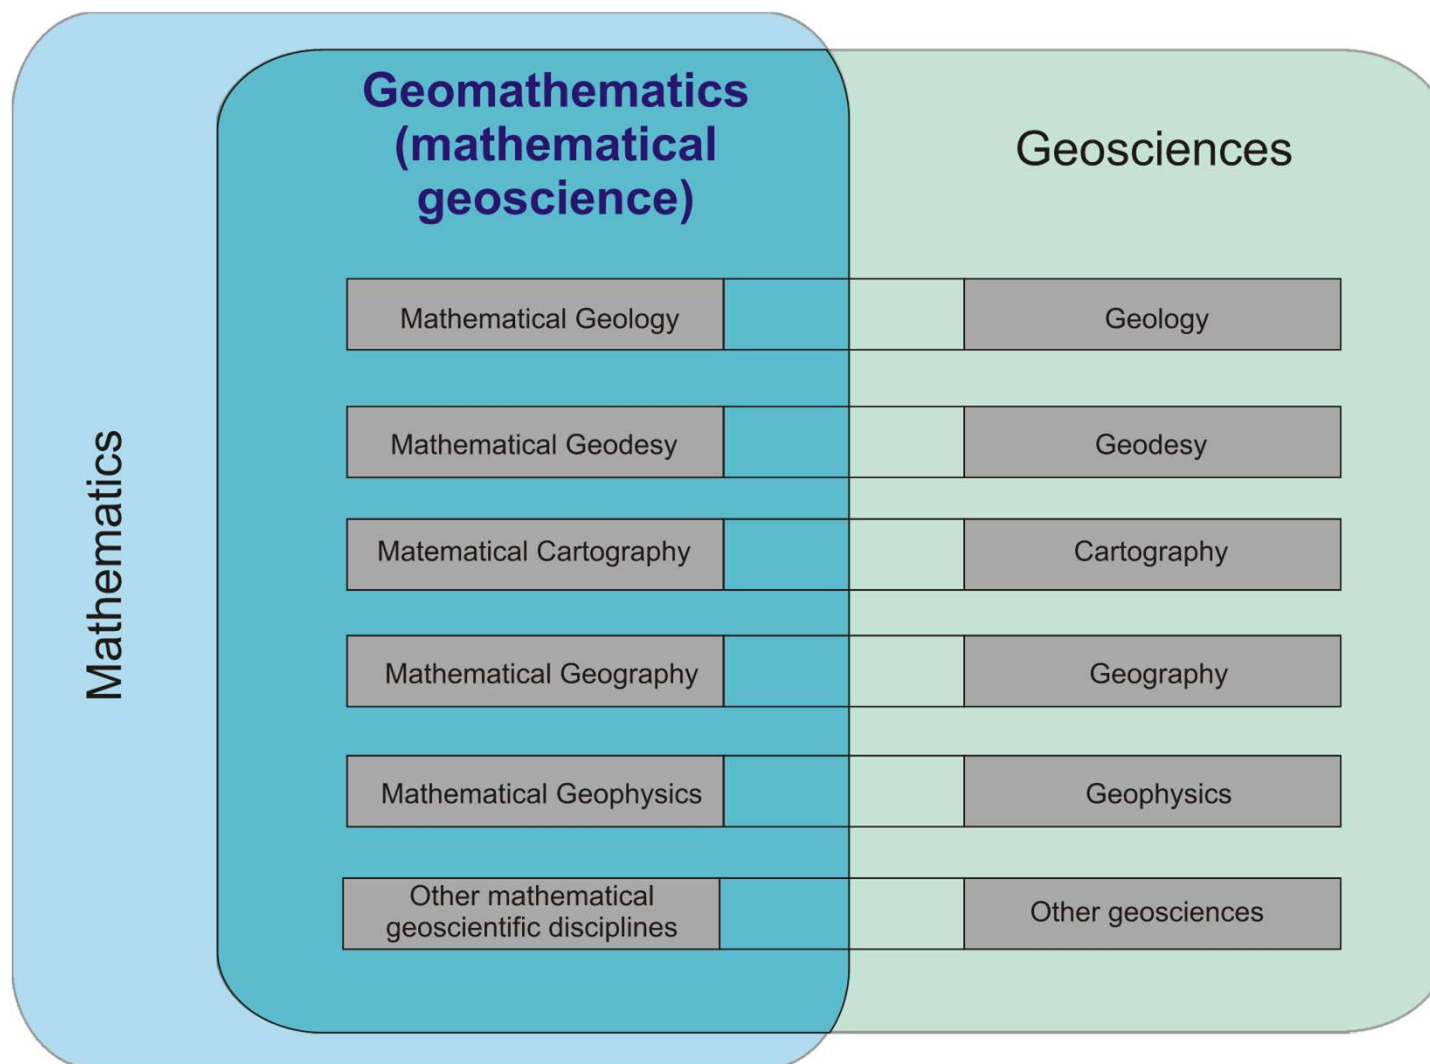 Geomathematics
(mathematical
geoscience)
Geosciences
Mathematics
Mathematical Geology
Geology
Mathematical Geodesy
Geodesy
Matematical Cartography
Cartography
Mathematical Geography
Geography
Mathematical Geophysics
Geophysics
Other mathematical
geoscientific disciplines
Other geosciences